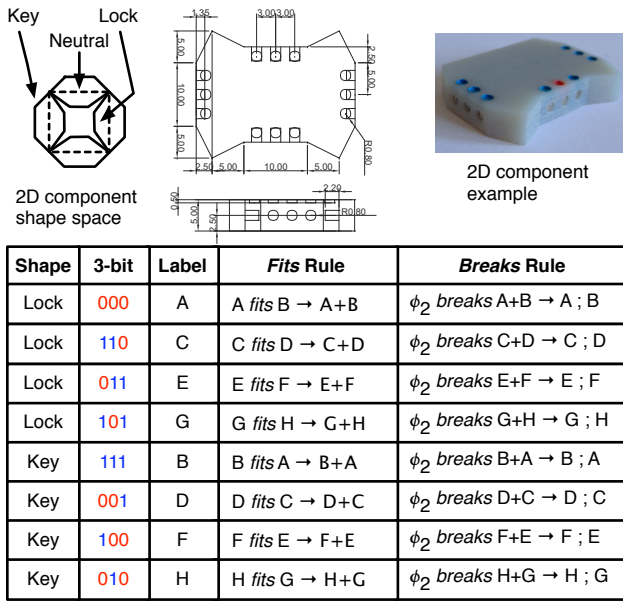 Key
Lock
Neutral
2D component
shape space
1.35
3.00 3.00
5.00
10.00
5.00
2.50
5.00
R0.80
2.50 5.00 10.00 5.00
2.20
0.50
5.00
2.50
R0.80
2D component
example
Shape 3-bit Label Fits Rule Breaks Rule
Lock 000 A A fits B → A+B ϕ2 breaks A+B → A ; B
Lock 110 C C fits D → C+D ϕ2 breaks C+D → C ; D
Lock 011 E E fits F → E+F ϕ2 breaks E+F → E ; F
Lock 101 G G fits H → G+H ϕ2 breaks G+H → G ; H
Key 111 B B fits A → B+A ϕ2 breaks B+A → B ; A
Key 001 D D fits C → D+C ϕ2 breaks D+C → D ; C
Key 100 F F fits E → F+E ϕ2 breaks F+E → F ; E
Key 010 H H fits G → H+G ϕ2 breaks H+G → H ; G